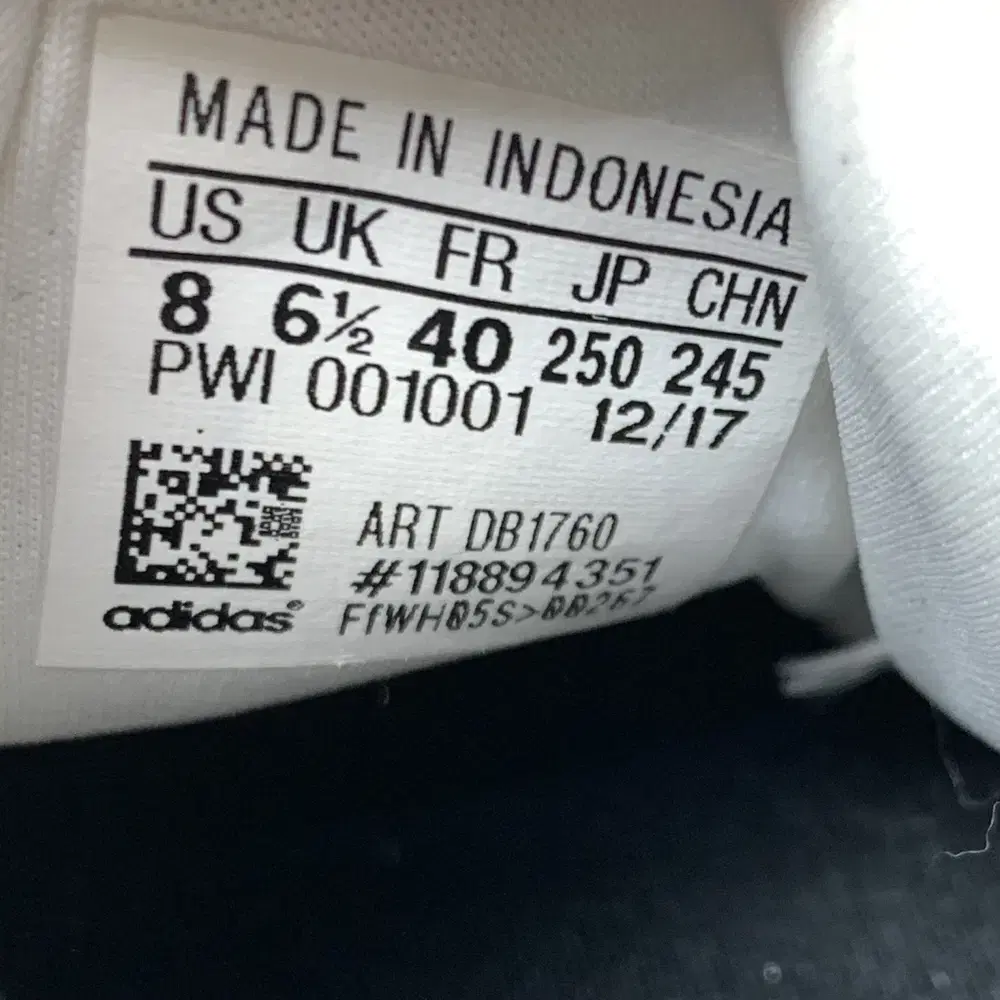 MADE IN INDONESIA
US UK FR JP CHN
8 6½ 40 250 245
PWI 001001 12/17
ART DB1760
#118894351
adidas®